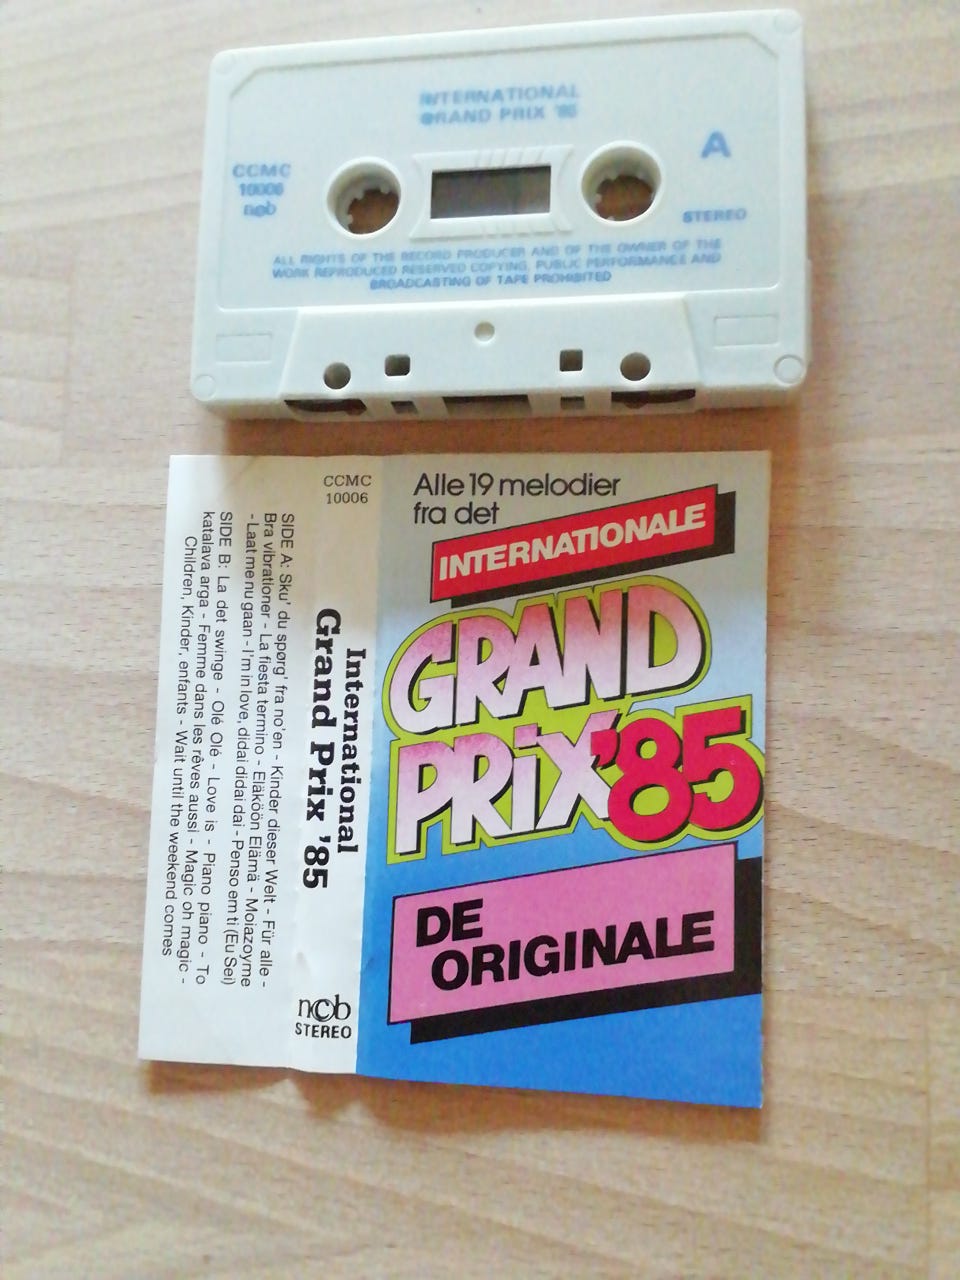 INTERNATIONAL
GRAND PRIX '85
A
CCMC
10006
ncb
STEREO
ALL RIGHTS OF THE RECORD PRODUCER AND OF THE OWNER OF THE
WORK REPRODUCED RESERVED COPYING, PUBLIC PERFORMANCE AND
BROADCASTING OF TAPE PROHIBITED
Alle 19 melodier
fra det
INTERNATIONALE
GRAND
PRiX '85
DE
ORIGINALE
CCMC
10006
International
Grand Prix '85
ncb
STEREO
SIDE A: Sku' du spørg' fra no'en - Kinder dieser Welt - Für alle -
Bra vibrationer - La fiesta termino - Eläköön Elämä - Moiazoyme
- Laat me nu gaan - I'm in love, didai didai dai - Penso em ti (Eu Sei)
SIDE B: La det swinge - Olé Olé - Love is - Piano piano - To
katalava arga - Femme dans les rêves aussi - Magic oh magic -
Children, Kinder, enfants - Wait until the weekend comes